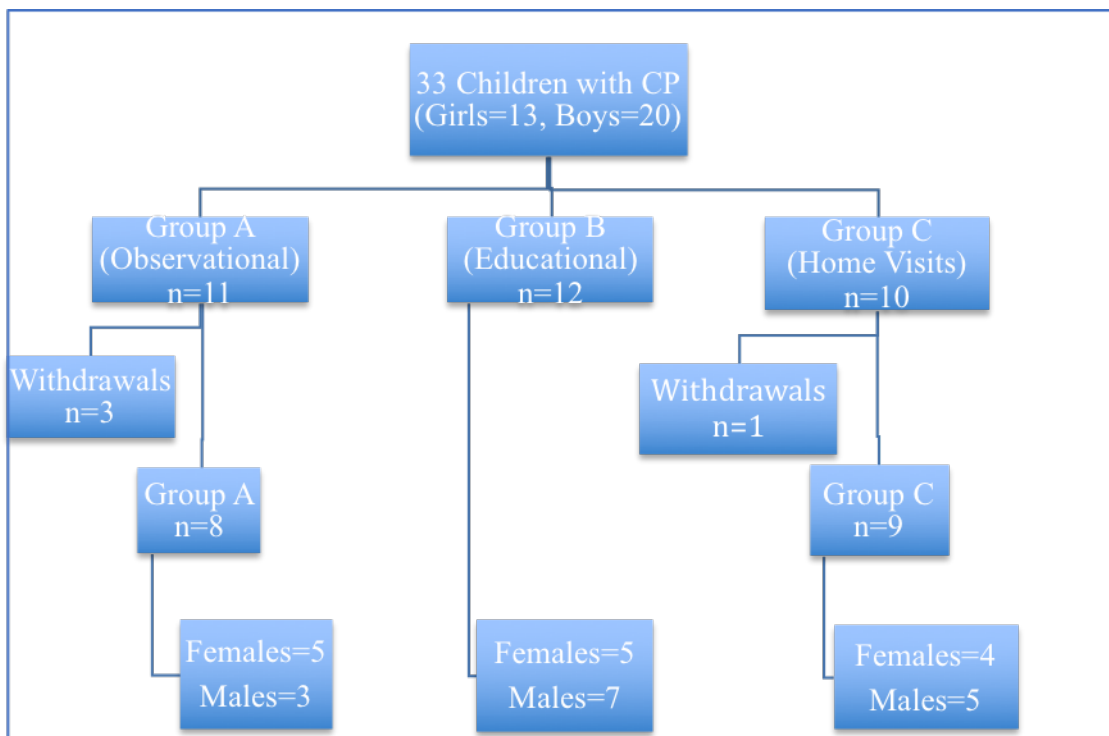 33 Children with CP
(Girls=13, Boys=20)
Group A
(Observational)
n=11
Group B
(Educational)
n=12
Group C
(Home Visits)
n=10
Withdrawals
n=3
Withdrawals
n=1
Group A
n=8
Group C
n=9
Females=5
Males=3
Females=5
Males=7
Females=4
Males=5